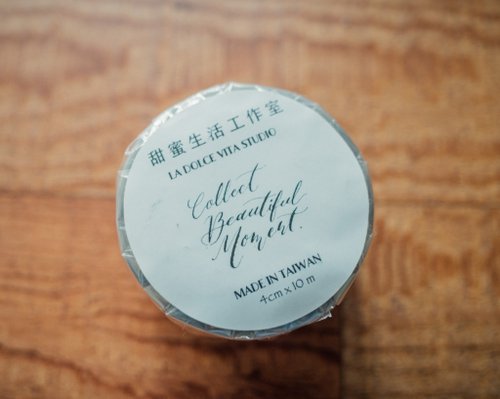 甜蜜生活工作室
LA DOLCE VITA STUDIO
Collect
Beautiful
Moment.
MADE IN TAIWAN
4cm x 10 m